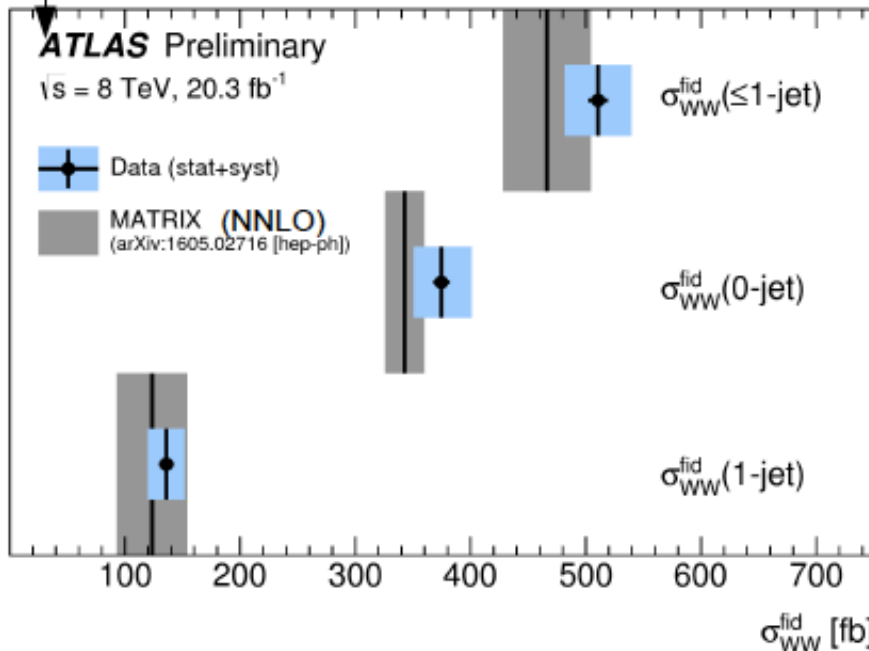 ATLAS Preliminary
√s = 8 TeV, 20.3 fb⁻¹
Data (stat+syst)
MATRIX (NNLO)
(arXiv:1605.02716 [hep-ph])
σ^fid_WW(≤1-jet)
σ^fid_WW(0-jet)
σ^fid_WW(1-jet)
100 200 300 400 500 600 700
σ^fid_WW [fb]